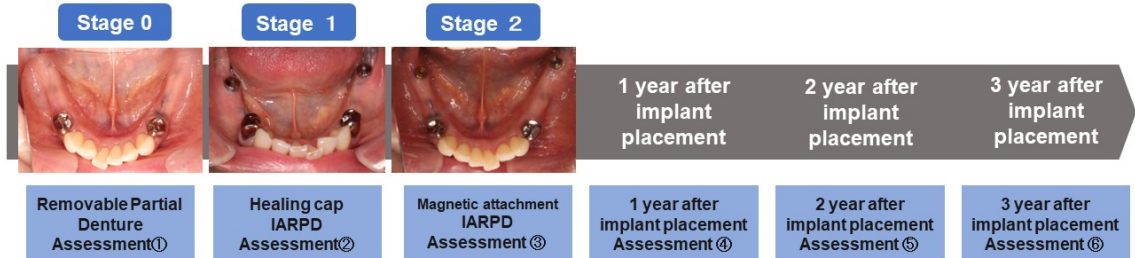 Stage 0
Stage 1
Stage 2
1 year after
implant
placement
2 year after
implant
placement
3 year after
implant
placement
Removable Partial
Denture
Assessment①
Healing cap
IARPD
Assessment②
Magnetic attachment
IARPD
Assessment ③
1 year after
implant placement
Assessment ④
2 year after
implant placement
Assessment ⑤
3 year after
implant placement
Assessment ⑥